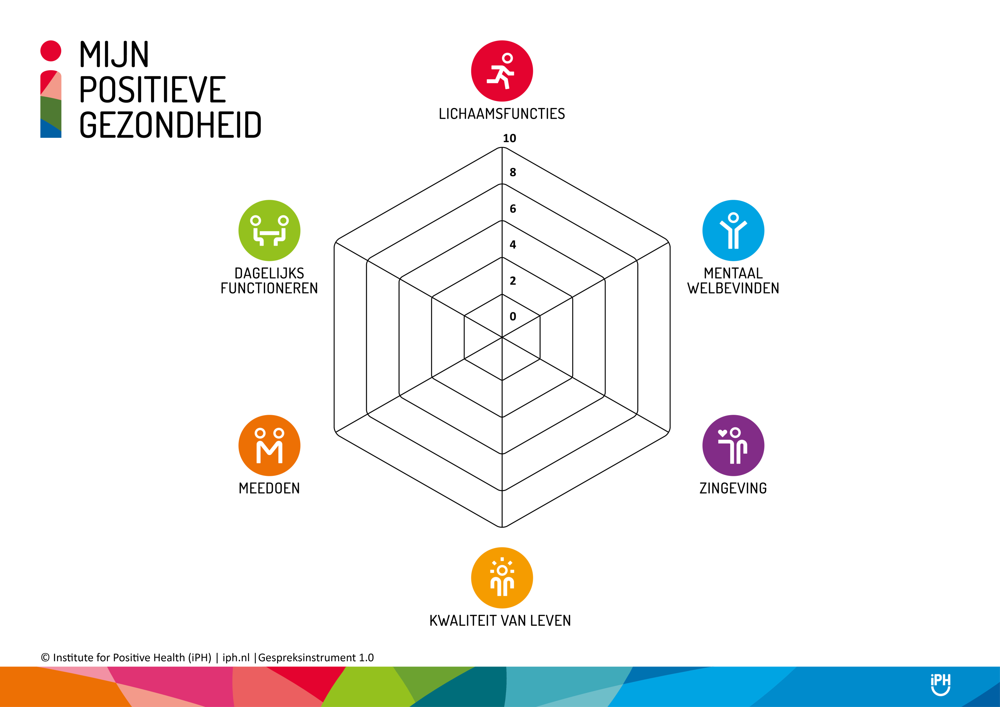 MIJN
POSITIEVE
GEZONDHEID
LICHAAMSFUNCTIES
10
8
6
4
2
0
DAGELIJKS
FUNCTIONEREN
MENTAAL
WELBEVINDEN
MEEDOEN
ZINGEVING
KWALITEIT VAN LEVEN
© Institute for Positive Health (iPH) | iph.nl |Gespreksinstrument 1.0
iPH